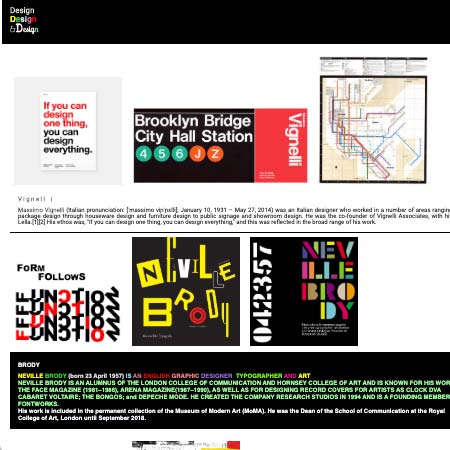 Design
Design
&Design
If you can
design
one thing,
you can
design
everything.
Brooklyn Bridge
City Hall Station
4 5 6 J Z
Vignelli
Vignelli
Massimo Vignelli (Italian pronunciation: [ˈmassimo viɲˈɲɛlli]; January 10, 1931 – May 27, 2014) was an Italian designer who worked in a number of areas ranging
package design through houseware design and furniture design to public signage and showroom design. He was the co-founder of Vignelli Associates, with his
Lella.[1][2] His ethos was, "If you can design one thing, you can design everything," and this was reflected in the broad range of his work.
FORM
FOLLOWS
FUNCTION
NEVILLE
BRODY
0412357
NEV
ILLE
BRO
DY
BRODY
NEVILLE BRODY (born 23 April 1957) IS AN ENGLISH GRAPHIC DESIGNER TYPOGRAPHER AND ART
NEVILLE BRODY IS AN ALUMNUS OF THE LONDON COLLEGE OF COMMUNICATION AND HORNSEY COLLEGE OF ART AND IS KNOWN FOR HIS WOR
THE FACE MAGAZINE (1981–1986), ARENA MAGAZINE(1987–1990), AS WELL AS FOR DESIGNING RECORD COVERS FOR ARTISTS AS CLOCK DVA
CABARET VOLTAIRE; THE BONGOS; and DEPECHE MODE. HE CREATED THE COMPANY RESEARCH STUDIOS IN 1994 AND IS A FOUNDING MEMBER
FONTWORKS.
His work is included in the permanent collection of the Museum of Modern Art (MoMA). He was the Dean of the School of Communication at the Royal
College of Art, London until September 2018.